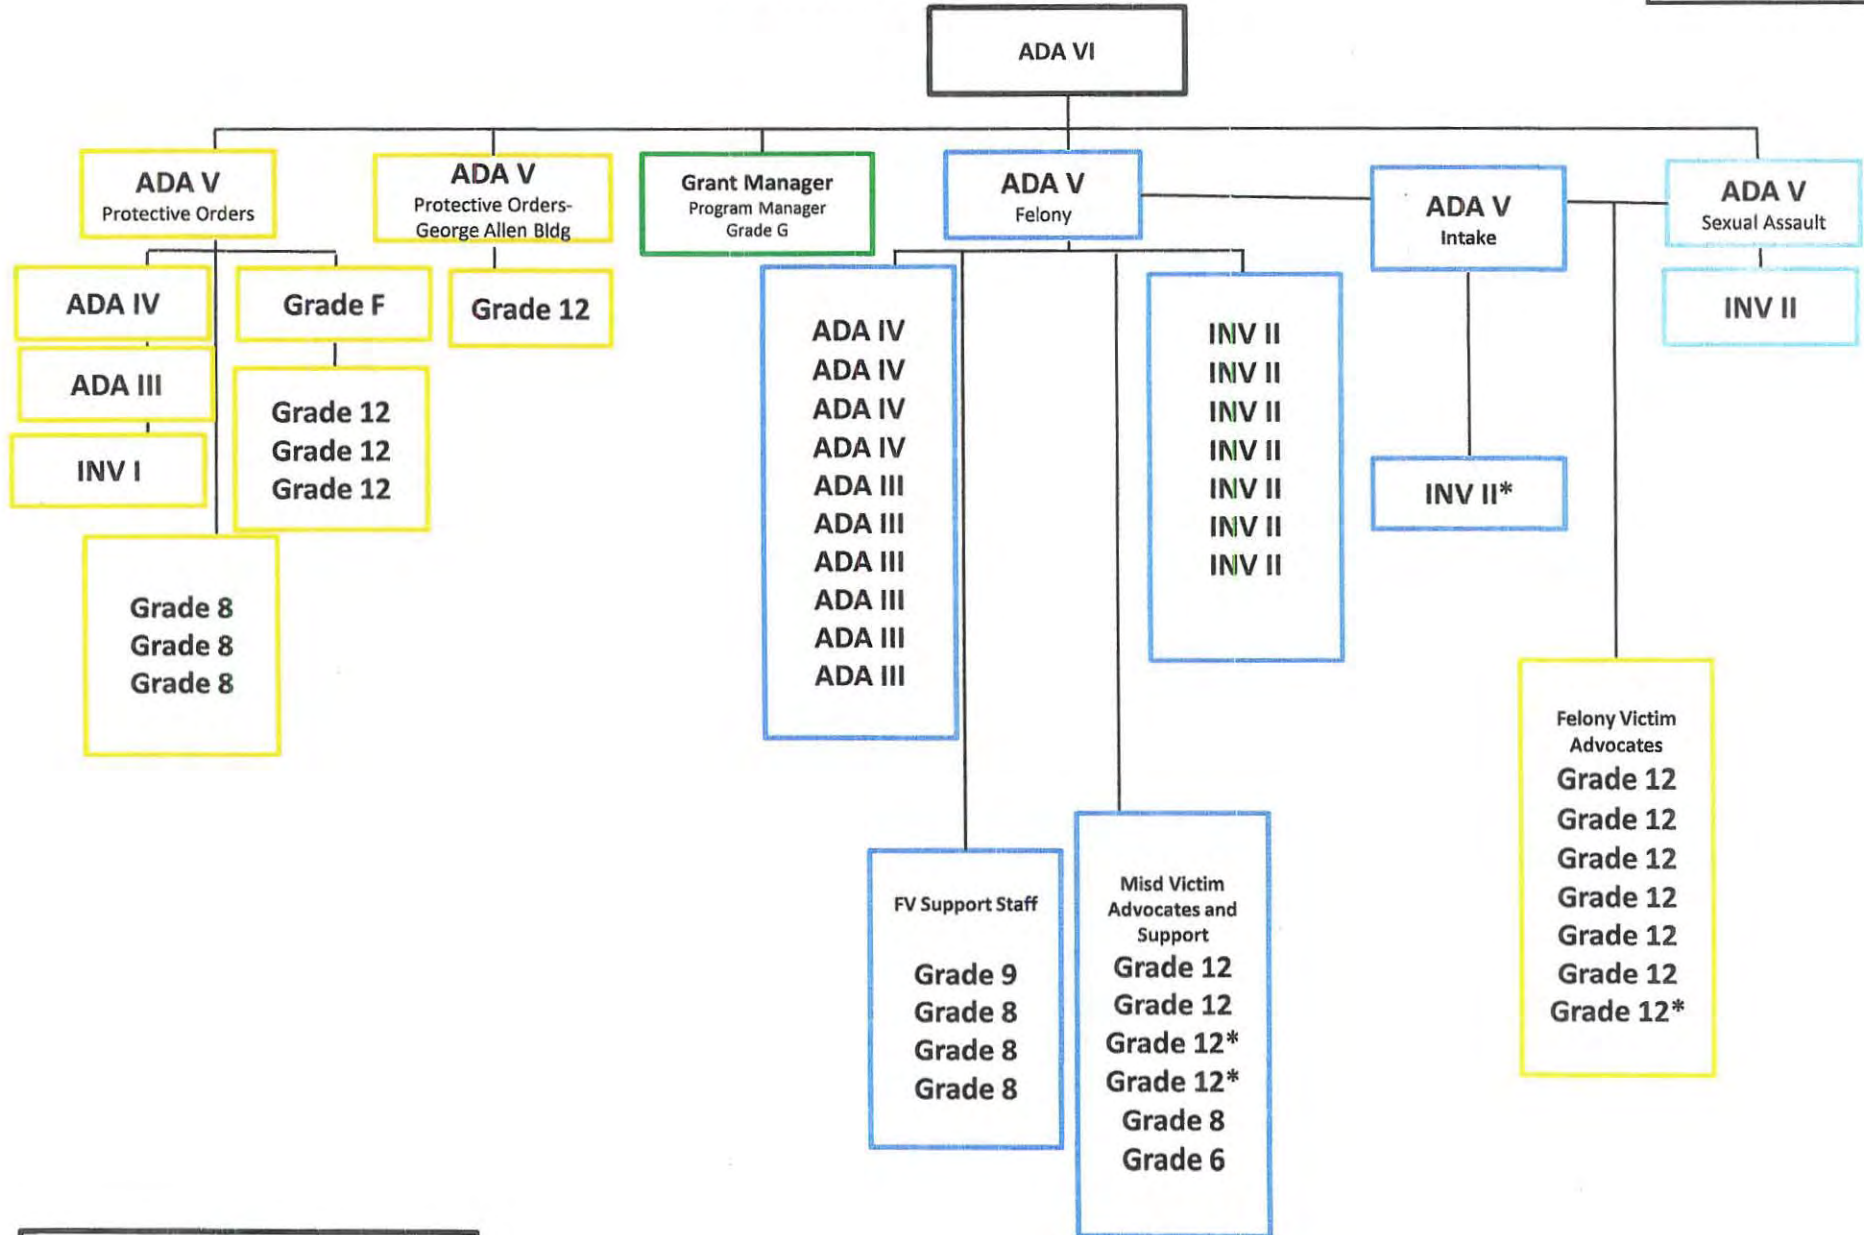 ADA VI
ADA V
Protective Orders
ADA V
Protective Orders-
George Allen Bldg
Grant Manager
Program Manager
Grade G
ADA V
Felony
ADA V
Intake
ADA V
Sexual Assault
ADA IV
ADA III
INV I
Grade F
Grade 12
Grade 12
Grade 12
Grade 8
Grade 8
Grade 8
Grade 12
ADA IV
ADA IV
ADA IV
ADA IV
ADA III
ADA III
ADA III
ADA III
ADA III
ADA III
FV Support Staff
Grade 9
Grade 8
Grade 8
Grade 8
Misd Victim
Advocates and
Support
Grade 12
Grade 12
Grade 12*
Grade 12*
Grade 8
Grade 6
INV II
INV II
INV II
INV II
INV II
INV II
INV II
INV II*
INV II
Felony Victim
Advocates
Grade 12
Grade 12
Grade 12
Grade 12
Grade 12
Grade 12
Grade 12*